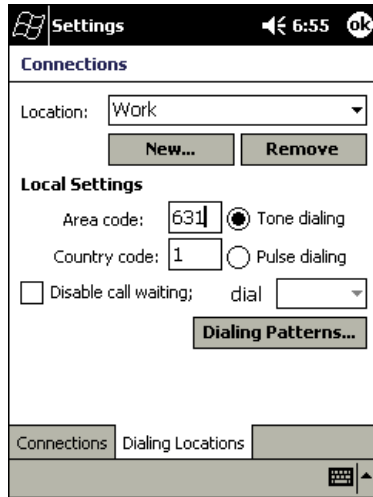 Settings 6:55 ok
Connections
Location: Work
New... Remove
Local Settings
Area code: 631 Tone dialing
Country code: 1 Pulse dialing
Disable call waiting; dial
Dialing Patterns...
Connections Dialing Locations